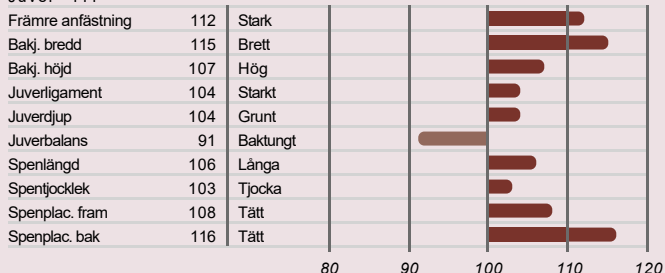 Främre anfästning 112 Stark
Bakj. bredd 115 Brett
Bakj. höjd 107 Hög
Juverligament 104 Starkt
Juverdjup 104 Grunt
Juverbalans 91 Baktungt
Spenlängd 106 Långa
Spentjocklek 103 Tjocka
Spenplac. fram 108 Tätt
Spenplac. bak 116 Tätt
80 90 100 110 120